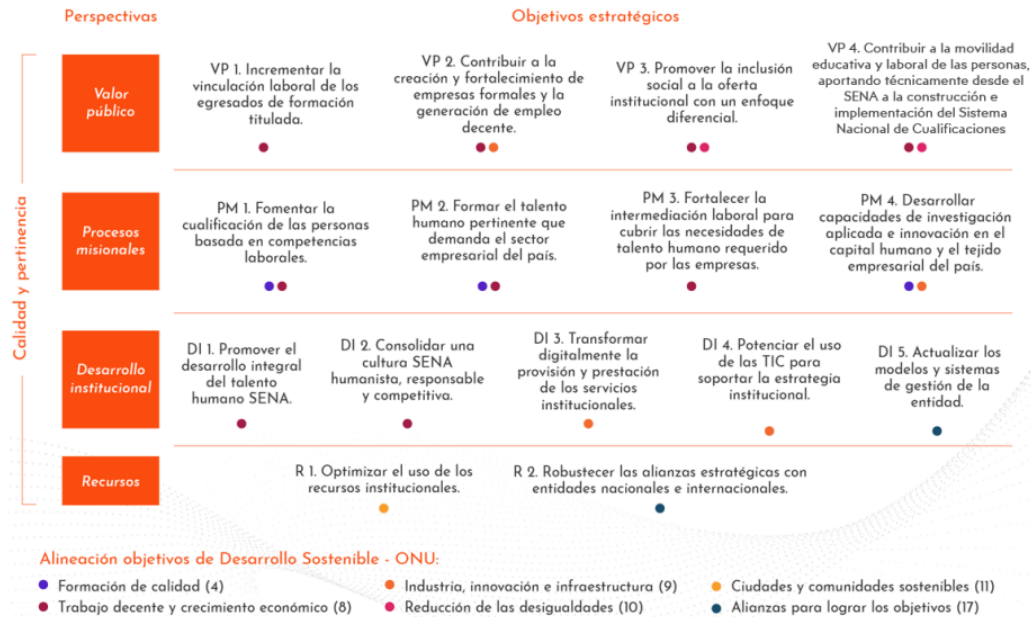 Perspectivas
Objetivos estratégicos
Calidad y pertinencia
Valor
público
VP 1. Incrementar la
vinculación laboral de los
egresados de formación
titulada.
VP 2. Contribuir a la
creación y fortalecimiento de
empresas formales y la
generación de empleo
decente.
VP 3. Promover la inclusión
social a la oferta
institucional con un enfoque
diferencial.
VP 4. Contribuir a la movilidad
educativa y laboral de las personas,
aportando técnicamente desde el
SENA a la construcción e
implementación del Sistema
Nacional de Cualificaciones
Procesos
misionales
PM 1. Fomentar la
cualificación de las personas
basada en competencias
laborales.
PM 2. Formar el talento
humano pertinente que
demanda el sector
empresarial del país.
PM 3. Fortalecer la
intermediación laboral para
cubrir las necesidades de
talento humano requerido
por las empresas.
PM 4. Desarrollar
capacidades de investigación
aplicada e innovación en el
capital humano y el tejido
empresarial del país.
Desarrollo
institucional
DI 1. Promover el
desarrollo integral del
talento humano SENA.
DI 2. Consolidar una
cultura SENA
humanista, responsable
y competitiva.
DI 3. Transformar
digitalmente la
provisión y prestación
de los servicios
institucionales.
DI 4. Potenciar el uso
de las TIC para
soportar la estrategia
institucional.
DI 5. Actualizar los
modelos y sistemas
de gestión de la
entidad.
Recursos
R 1. Optimizar el uso de los
recursos institucionales.
R 2. Robustecer las alianzas estratégicas con
entidades nacionales e internacionales.
Alineación objetivos de Desarrollo Sostenible - ONU:
Formación de calidad (4)
Trabajo decente y crecimiento económico (8)
Industria, innovación e infraestructura (9)
Reducción de las desigualdades (10)
Ciudades y comunidades sostenibles (11)
Alianzas para lograr los objetivos (17)